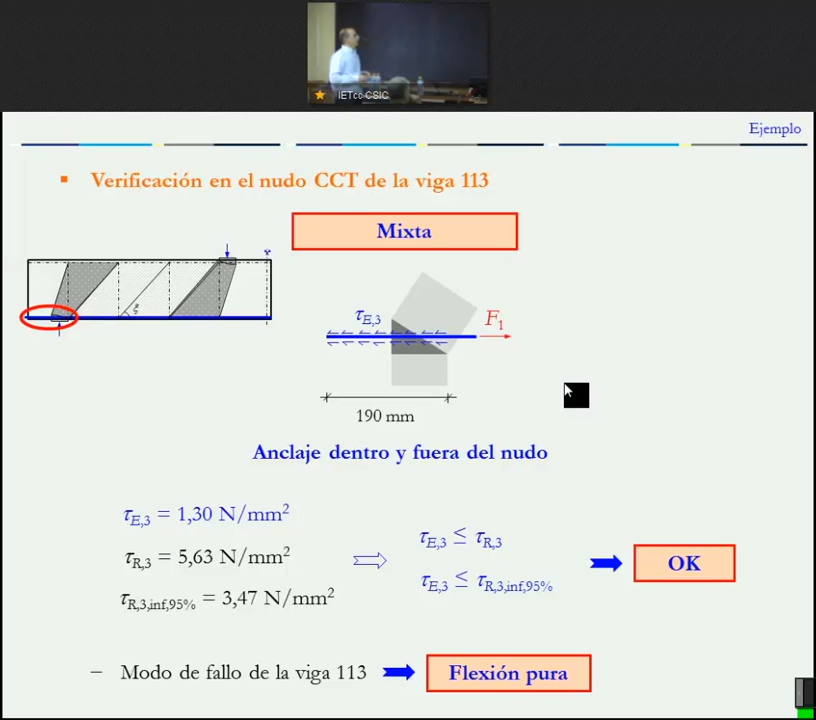 IETcc CSIC
Ejemplo
▪ Verificación en el nudo CCT de la viga 113
Mixta
τE,3
F1
190 mm
Anclaje dentro y fuera del nudo
τE,3 = 1,30 N/mm²
τR,3 = 5,63 N/mm²
τR,3,inf,95% = 3,47 N/mm²
τE,3 ≤ τR,3
τE,3 ≤ τR,3,inf,95%
OK
– Modo de fallo de la viga 113
Flexión pura